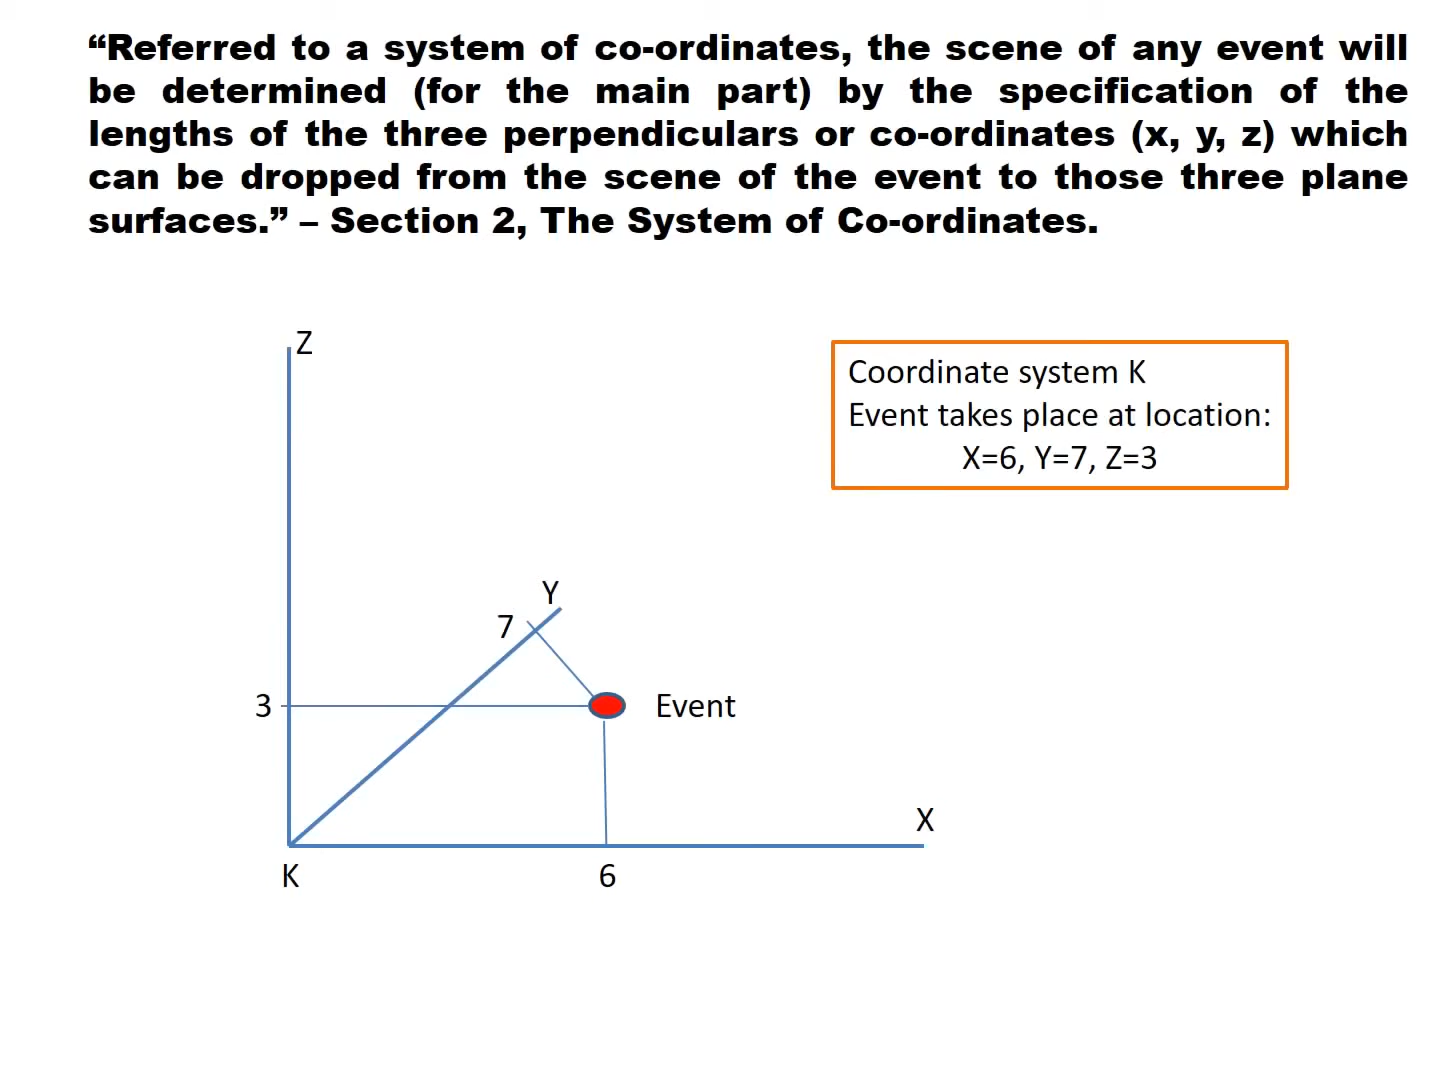 “Referred to a system of co-ordinates, the scene of any event will
be determined (for the main part) by the specification of the
lengths of the three perpendiculars or co-ordinates (x, y, z) which
can be dropped from the scene of the event to those three plane
surfaces.” – Section 2, The System of Co-ordinates.
Z
Coordinate system K
Event takes place at location:
X=6, Y=7, Z=3
Y
7
3
Event
X
K
6